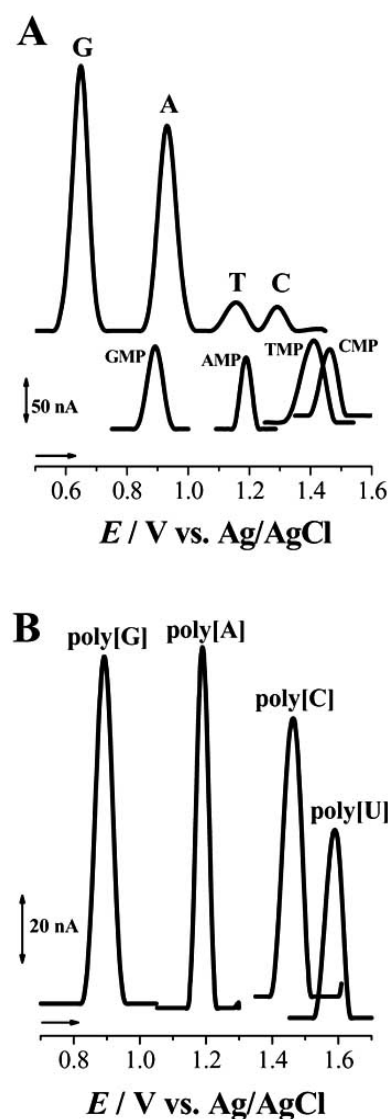 A
G
A
T
C
GMP
AMP
TMP
CMP
50 nA
0.6 0.8 1.0 1.2 1.4 1.6
E / V vs. Ag/AgCl
B
poly[G]
poly[A]
poly[C]
poly[U]
20 nA
0.8 1.0 1.2 1.4 1.6
E / V vs. Ag/AgCl